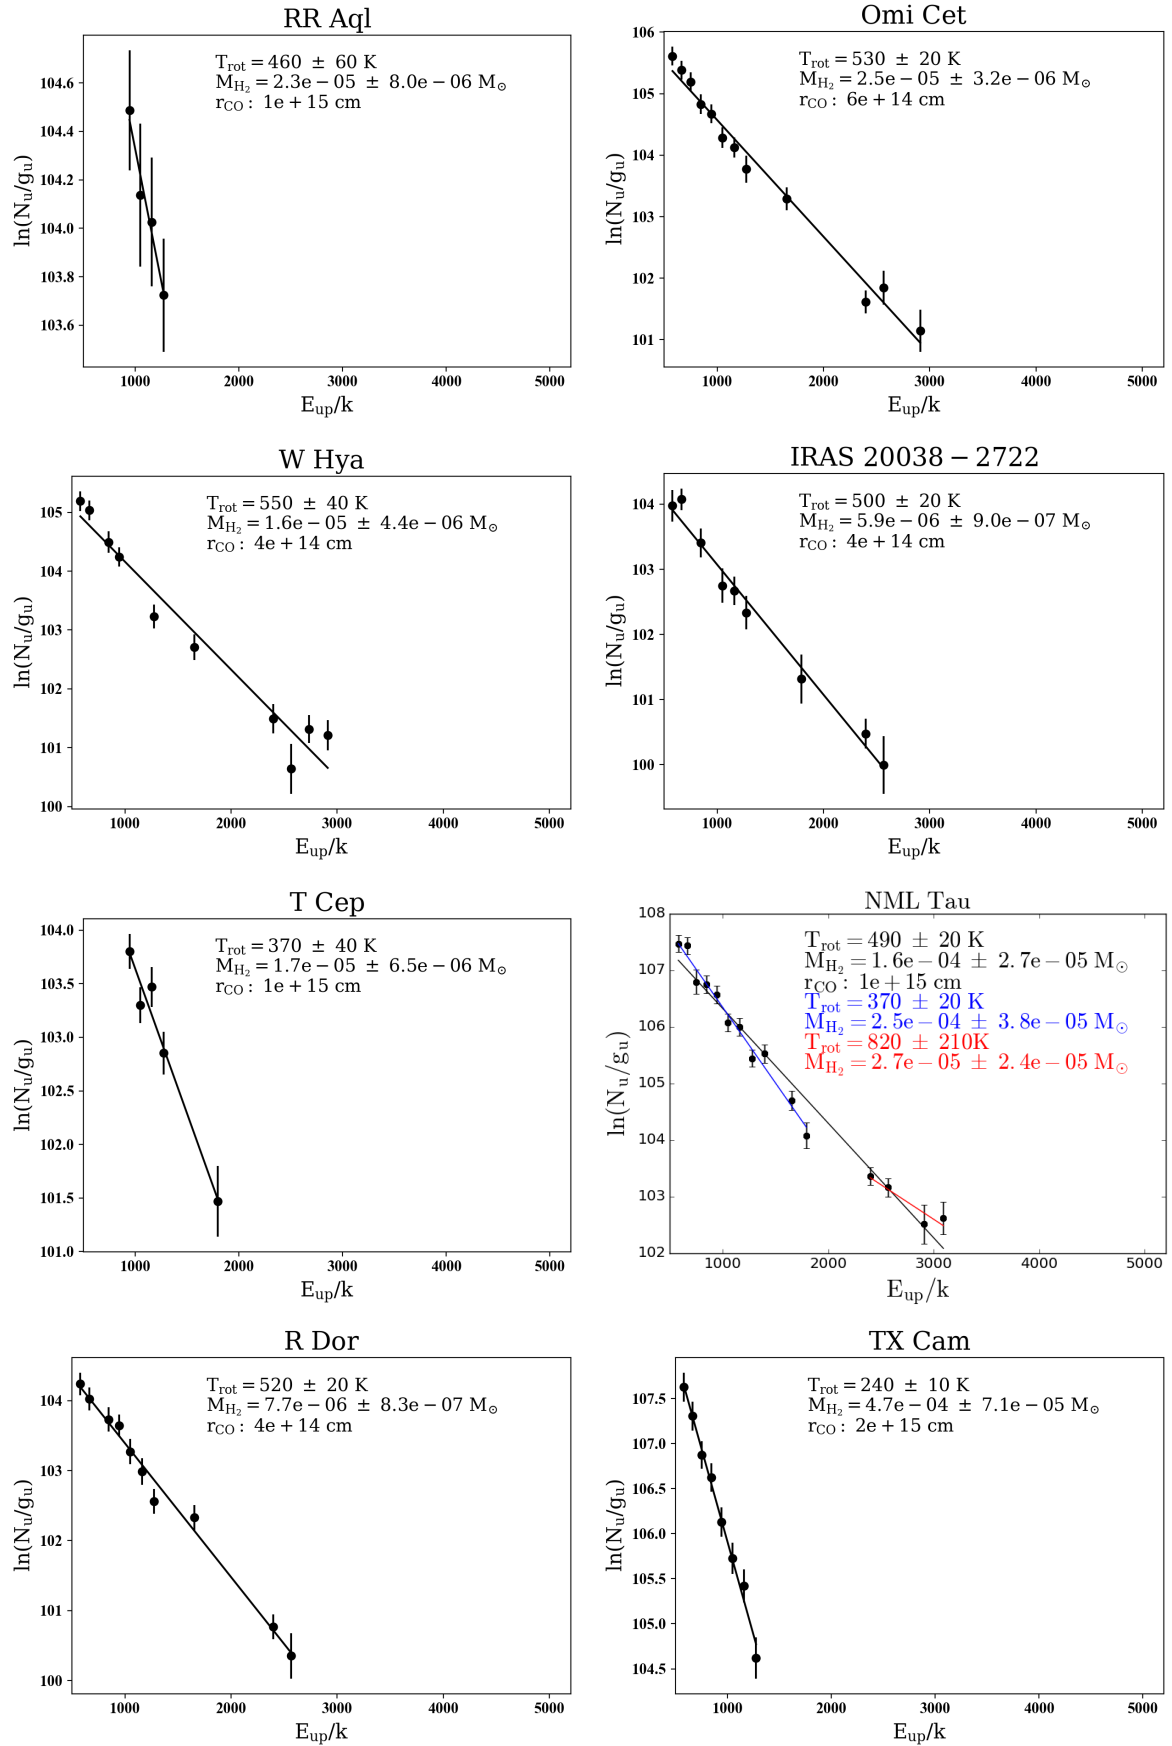 RR Aql
T_rot = 460 ± 60 K
M_H₂ = 2.3e − 05 ± 8.0e − 06 M_⊙
r_CO : 1e + 15 cm
104.6
104.4
104.2
104.0
103.8
103.6
ln(N_u/g_u)
1000 2000 3000 4000 5000
E_up/k
Omi Cet
T_rot = 530 ± 20 K
M_H₂ = 2.5e − 05 ± 3.2e − 06 M_⊙
r_CO : 6e + 14 cm
106
105
104
103
102
101
ln(N_u/g_u)
1000 2000 3000 4000 5000
E_up/k
W Hya
T_rot = 550 ± 40 K
M_H₂ = 1.6e − 05 ± 4.4e − 06 M_⊙
r_CO : 4e + 14 cm
105
104
103
102
101
100
ln(N_u/g_u)
1000 2000 3000 4000 5000
E_up/k
IRAS 20038 − 2722
T_rot = 500 ± 20 K
M_H₂ = 5.9e − 06 ± 9.0e − 07 M_⊙
r_CO : 4e + 14 cm
104
103
102
101
100
ln(N_u/g_u)
1000 2000 3000 4000 5000
E_up/k
T Cep
T_rot = 370 ± 40 K
M_H₂ = 1.7e − 05 ± 6.5e − 06 M_⊙
r_CO : 1e + 15 cm
104.0
103.5
103.0
102.5
102.0
101.5
101.0
ln(N_u/g_u)
1000 2000 3000 4000 5000
E_up/k
NML Tau
T_rot = 490 ± 20 K
M_H₂ = 1.6e − 04 ± 2.7e − 05 M_⊙
r_CO : 1e + 15 cm
T_rot = 370 ± 20 K
M_H₂ = 2.5e − 04 ± 3.8e − 05 M_⊙
T_rot = 820 ± 210K
M_H₂ = 2.7e − 05 ± 2.4e − 05 M_⊙
108
107
106
105
104
103
102
ln(N_u/g_u)
1000 2000 3000 4000 5000
E_up/k
R Dor
T_rot = 520 ± 20 K
M_H₂ = 7.7e − 06 ± 8.3e − 07 M_⊙
r_CO : 4e + 14 cm
104
103
102
101
100
ln(N_u/g_u)
1000 2000 3000 4000 5000
E_up/k
TX Cam
T_rot = 240 ± 10 K
M_H₂ = 4.7e − 04 ± 7.1e − 05 M_⊙
r_CO : 2e + 15 cm
107.5
107.0
106.5
106.0
105.5
105.0
104.5
ln(N_u/g_u)
1000 2000 3000 4000 5000
E_up/k